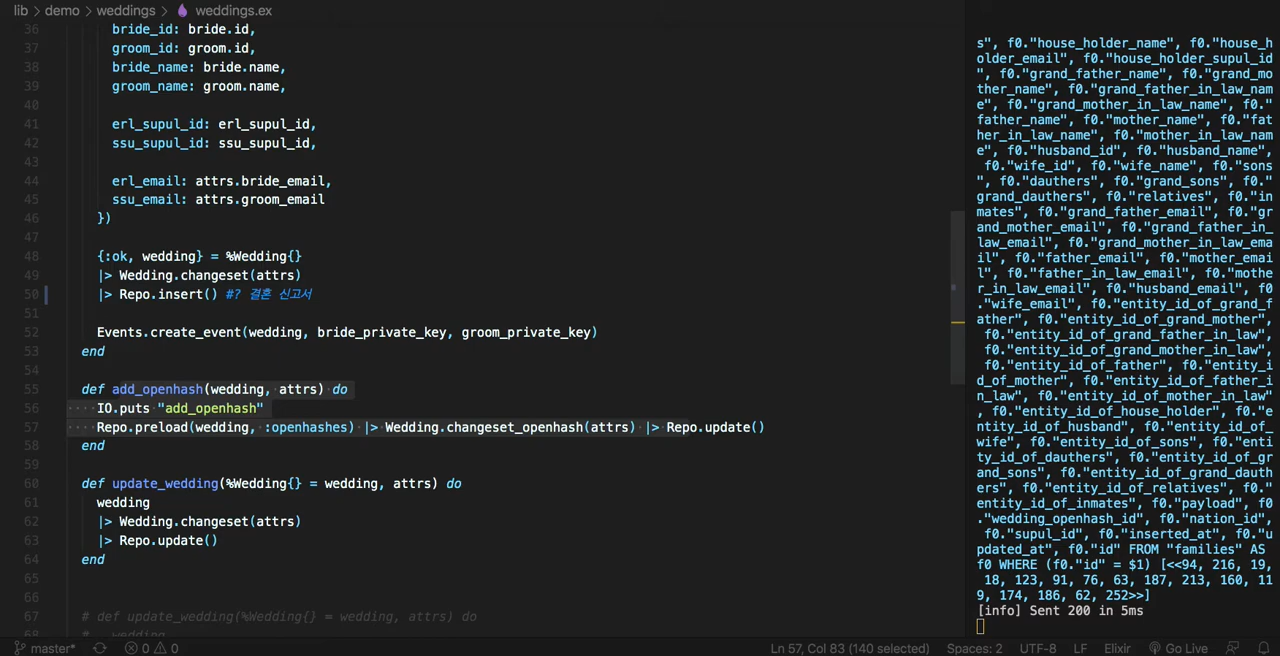 lib > demo > weddings > weddings.ex
36 bride_id: bride.id,
37 groom_id: groom.id,
38 bride_name: bride.name,
39 groom_name: groom.name,
40
41 erl_supul_id: erl_supul_id,
42 ssu_supul_id: ssu_supul_id,
43
44 erl_email: attrs.bride_email,
45 ssu_email: attrs.groom_email
46 })
47
48 {:ok, wedding} = %Wedding{}
49 |> Wedding.changeset(attrs)
50 |> Repo.insert() #? 결혼 신고서
51
52 Events.create_event(wedding, bride_private_key, groom_private_key)
53 end
54
55 def add_openhash(wedding, attrs) do
56 IO.puts "add_openhash"
57 Repo.preload(wedding, :openhashes) |> Wedding.changeset_openhash(attrs) |> Repo.update()
58 end
59
60 def update_wedding(%Wedding{} = wedding, attrs) do
61 wedding
62 |> Wedding.changeset(attrs)
63 |> Repo.update()
64 end
65
66
67 # def update_wedding(%Wedding{} = wedding, attrs) do
68 # wedding
s", f0."house_holder_name", f0."house_h
older_email", f0."house_holder_supul_id
", f0."grand_father_name", f0."grand_mo
ther_name", f0."grand_father_in_law_nam
e", f0."grand_mother_in_law_name", f0."
father_name", f0."mother_name", f0."fat
her_in_law_name", f0."mother_in_law_nam
e", f0."husband_id", f0."husband_name",
f0."wife_id", f0."wife_name", f0."sons
", f0."dauthers", f0."grand_sons", f0."
grand_dauthers", f0."relatives", f0."in
mates", f0."grand_father_email", f0."gr
and_mother_email", f0."grand_father_in_
law_email", f0."grand_mother_in_law_ema
il", f0."father_email", f0."mother_emai
l", f0."father_in_law_email", f0."mothe
r_in_law_email", f0."husband_email", f0
."wife_email", f0."entity_id_of_grand_f
ather", f0."entity_id_of_grand_mother",
f0."entity_id_of_grand_father_in_law",
f0."entity_id_of_grand_mother_in_law",
f0."entity_id_of_father", f0."entity_i
d_of_mother", f0."entity_id_of_father_i
n_law", f0."entity_id_of_mother_in_law"
, f0."entity_id_of_house_holder", f0."e
ntity_id_of_husband", f0."entity_id_of_
wife", f0."entity_id_of_sons", f0."enti
ty_id_of_dauthers", f0."entity_id_of_gr
and_sons", f0."entity_id_of_grand_dauth
ers", f0."entity_id_of_relatives", f0."
entity_id_of_inmates", f0."payload", f0
."wedding_openhash_id", f0."nation_id",
f0."supul_id", f0."inserted_at", f0."u
pdated_at", f0."id" FROM "families" AS
f0 WHERE (f0."id" = $1) [<<94, 216, 19,
18, 123, 91, 76, 63, 187, 213, 160, 11
9, 174, 186, 62, 252>>]
[info] Sent 200 in 5ms
master* 0 0 Ln 57, Col 83 (140 selected) Spaces: 2 UTF-8 LF Elixir Go Live